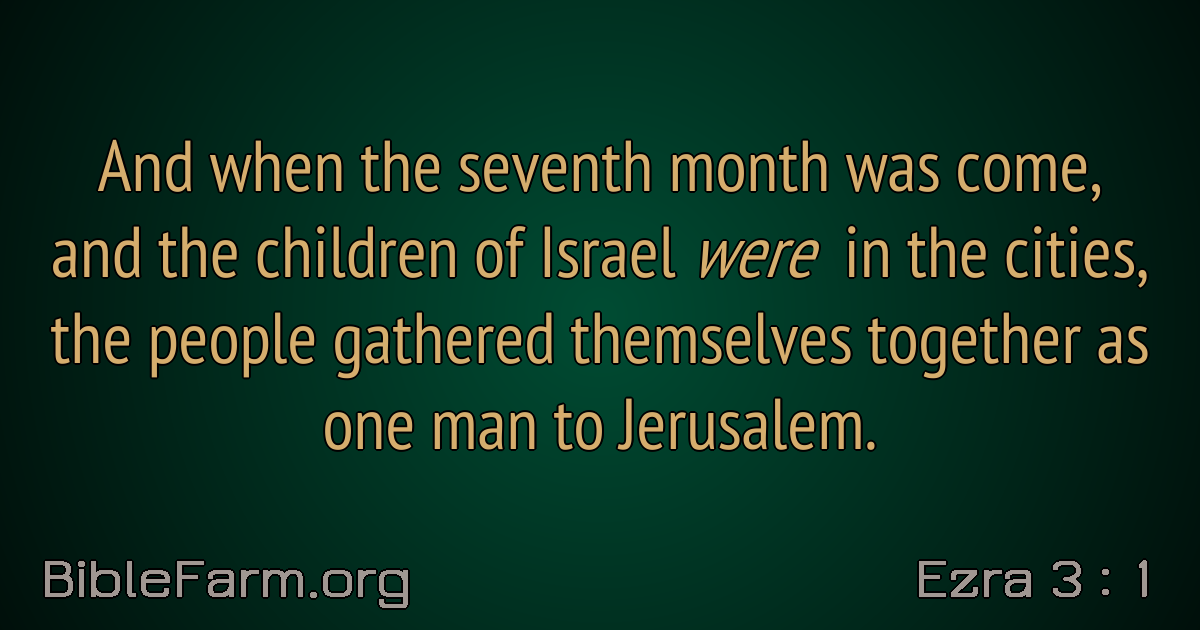 And when the seventh month was come,
and the children of Israel were in the cities,
the people gathered themselves together as
one man to Jerusalem.
BibleFarm.org
Ezra 3 : 1